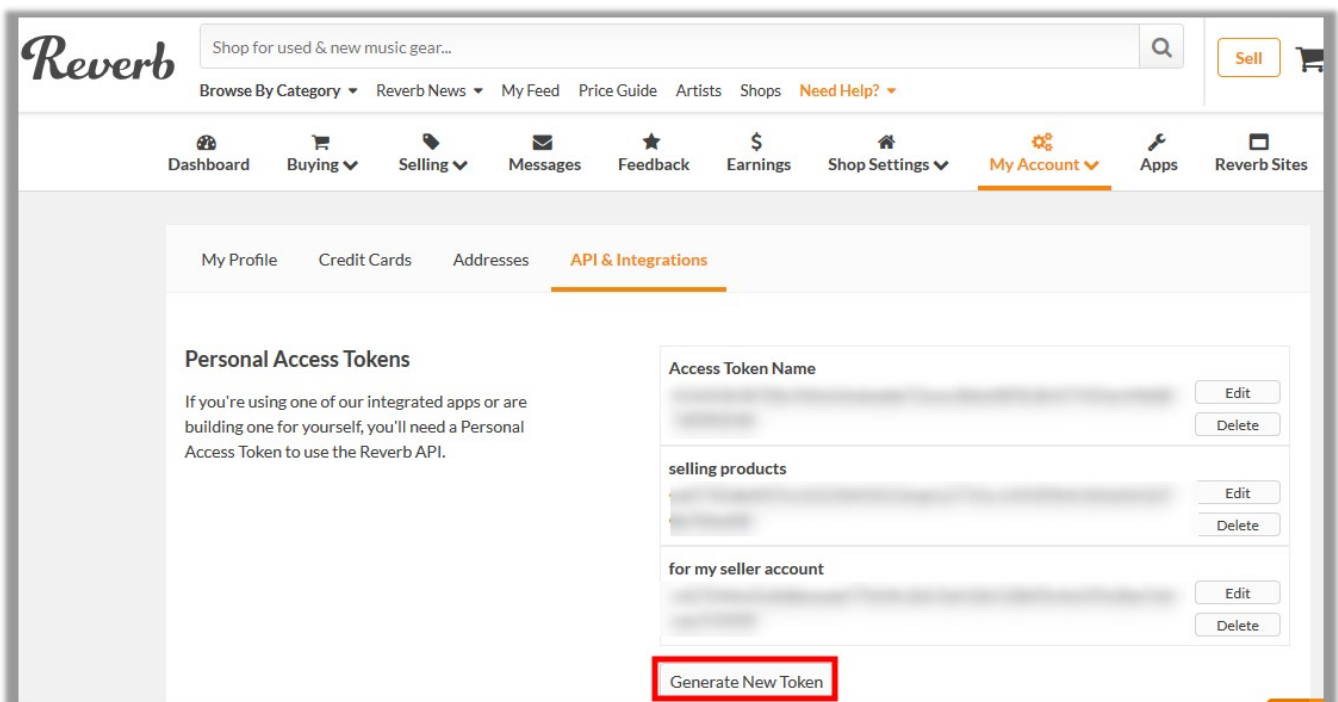 Reverb
Shop for used & new music gear...
Sell
Browse By Category Reverb News My Feed Price Guide Artists Shops Need Help?
Dashboard Buying Selling Messages Feedback Earnings Shop Settings My Account Apps Reverb Sites
My Profile Credit Cards Addresses API & Integrations
Personal Access Tokens
If you're using one of our integrated apps or are
building one for yourself, you'll need a Personal
Access Token to use the Reverb API.
Access Token Name
Edit
Delete
selling products
Edit
Delete
for my seller account
Edit
Delete
Generate New Token